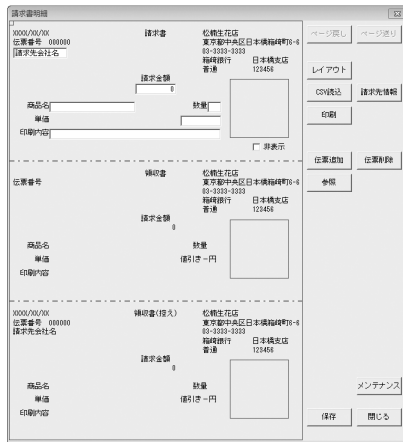 請求書明細
XXXX/XX/XX 請求書 松楠生花店
伝票番号 000000 東京都中央区日本橋箱崎町6-6
請求先会社名 03-3333-3333
箱崎銀行 日本橋支店
普通 123456
請求金額
0
商品名 数量
単価
印刷内容
非表示
領収書 松楠生花店
伝票番号 東京都中央区日本橋箱崎町6-6
03-3333-3333
箱崎銀行 日本橋支店
普通 123456
請求金額
0
商品名 数量
単価 値引き-円
印刷内容
XXXX/XX/XX 領収書(控え) 松楠生花店
伝票番号 000000 東京都中央区日本橋箱崎町6-6
請求先会社名 03-3333-3333
箱崎銀行 日本橋支店
普通 123456
請求金額
0
商品名 数量
単価 値引き-円
印刷内容
ページ戻し ページ送り
レイアウト
CSV読込 請求先情報
印刷
伝票追加 伝票削除
参照
メンテナンス
保存 閉じる